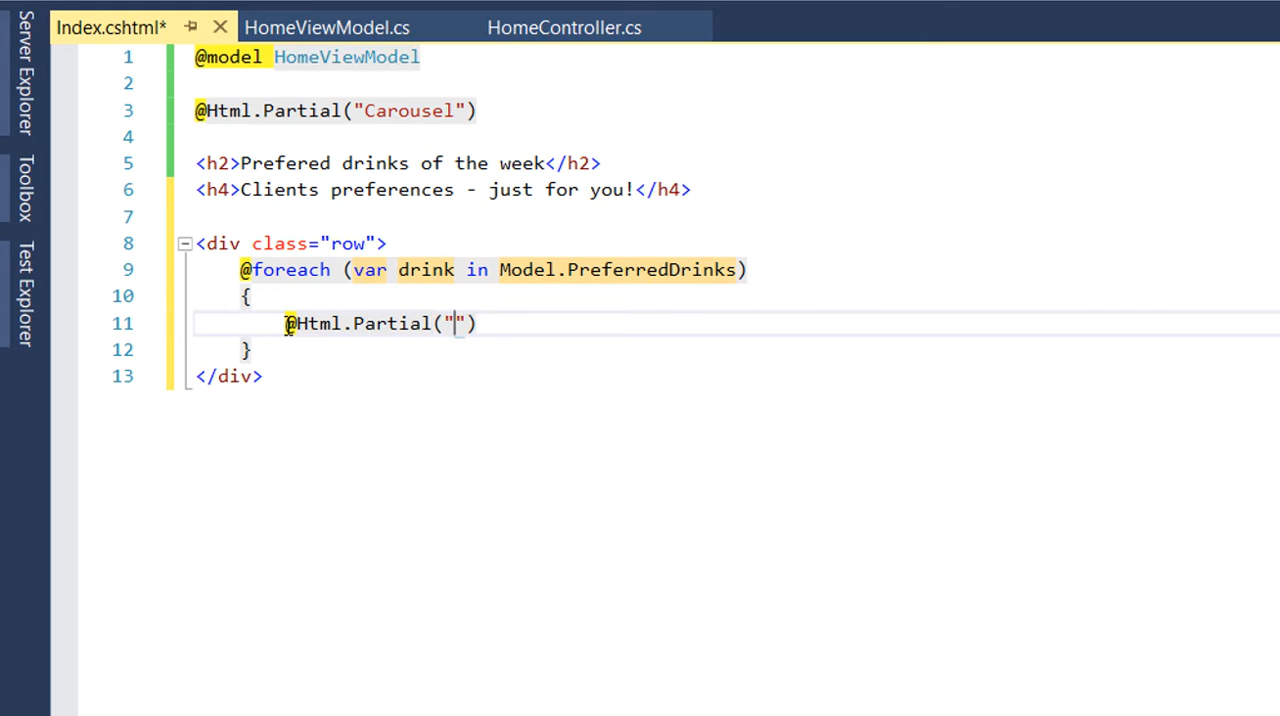 Index.cshtml*
HomeViewModel.cs
HomeController.cs
Server Explorer
Toolbox
Test Explorer
1 @model HomeViewModel
2
3 @Html.Partial("Carousel")
4
5 <h2>Prefered drinks of the week</h2>
6 <h4>Clients preferences - just for you!</h4>
7
8 <div class="row">
9 @foreach (var drink in Model.PreferredDrinks)
10 {
11 @Html.Partial("")
12 }
13 </div>